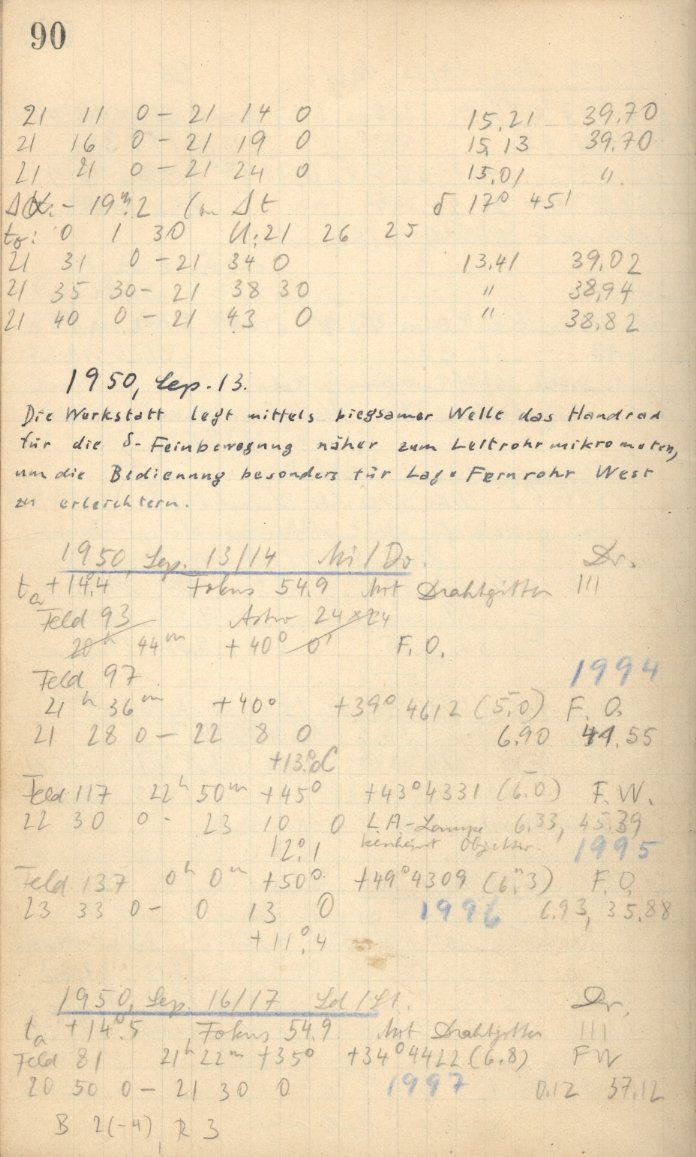 90
21 11 0 – 21 14 0 15,21 39,70
21 16 0 – 21 19 0 15,13 39,70
21 21 0 – 21 24 0 15,01 "
– 19ᵐ2 Δt δ 17° 45'
0 1 30 U: 21 26 25
21 31 0 – 21 34 0 13,41 39,02
21 35 30 – 21 38 30 " 38,94
21 40 0 – 21 43 0 " 38,82
1950, Sep. 13.
Die Werkstatt legt mittels biegsamer Welle das Handrad
für die δ-Feinbewegung näher zum Leitrohrmikrometer,
um die Bedienung besonders für Lage Fernrohr West
zu erleichtern.
1950, Sep. 13/14 Mi/Do. Dr.
tₐ +14°,4 Fokus 54.9 Mit Drahtgitter III
Feld 93 Astro 24×24
20ʰ 44ᵐ +40° 0' F.O.
Feld 97 1994
21ʰ 36ᵐ +40° +39° 4612 (5,0) F.O.
21 28 0 – 22 8 0 6.90 44.55
+13°,0C
Feld 117 22ʰ 50ᵐ +45° +43° 4331 (6.0) F.W.
22 30 0 – 23 10 0 L.A-Lampe 6.33, 45.39
12°,1 Objektiv. 1995
Feld 137 0ʰ 0ᵐ +50° +49° 4309 (6ᵐ,3) F.O.
23 33 0 – 0 13 0 1996 6.93, 35.88
+11°,4
1950, Sep. 16/17 Sd/St. Dr.
tₐ +14°,5 Fokus 54.9 Mit Drahtgitter III
Feld 81 21ʰ 22ᵐ +35° +34° 4422 (6.8) FW
20 50 0 – 21 30 0 1997 0.12 37.12
B 2(-4), R 3